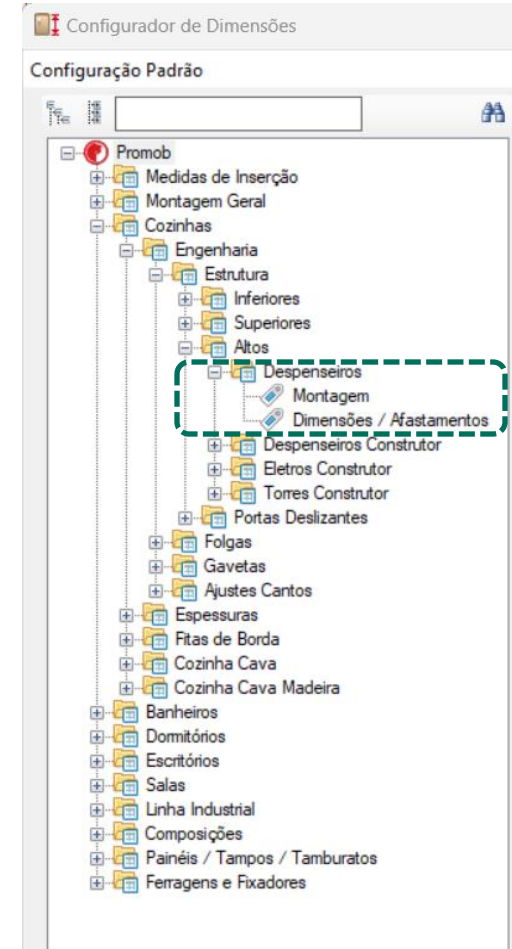 Configurador de Dimensões
Configuração Padrão
Promob
Medidas de Inserção
Montagem Geral
Cozinhas
Engenharia
Estrutura
Inferiores
Superiores
Altos
Despenseiros
Montagem
Dimensões / Afastamentos
Despenseiros Construtor
Eletros Construtor
Torres Construtor
Portas Deslizantes
Folgas
Gavetas
Ajustes Cantos
Espessuras
Fitas de Borda
Cozinha Cava
Cozinha Cava Madeira
Banheiros
Dormitórios
Escritórios
Salas
Linha Industrial
Composições
Painéis / Tampos / Tamburatos
Ferragens e Fixadores